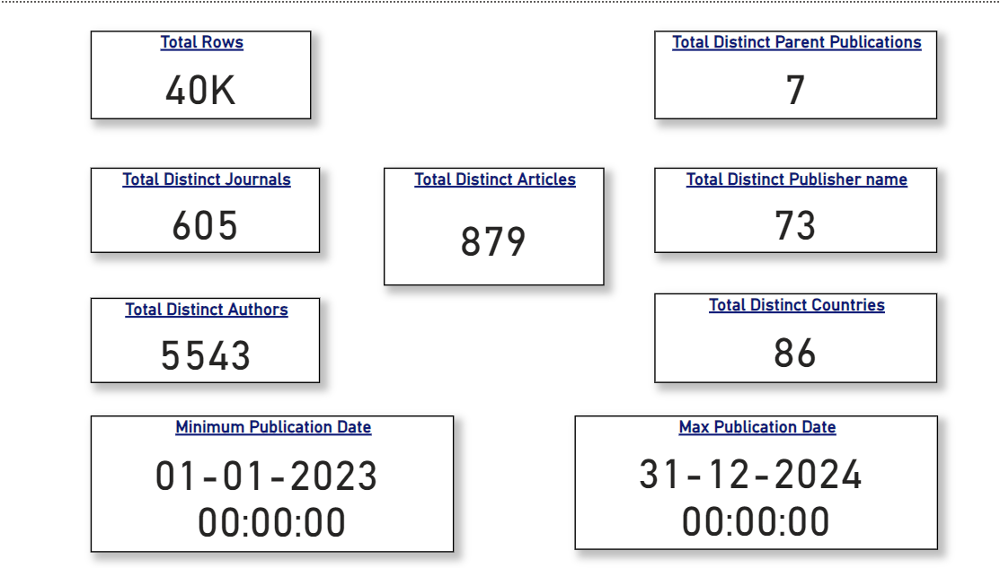 Total Rows
40K
Total Distinct Parent Publications
7
Total Distinct Journals
605
Total Distinct Articles
879
Total Distinct Publisher name
73
Total Distinct Authors
5543
Total Distinct Countries
86
Minimum Publication Date
01-01-2023
00:00:00
Max Publication Date
31-12-2024
00:00:00